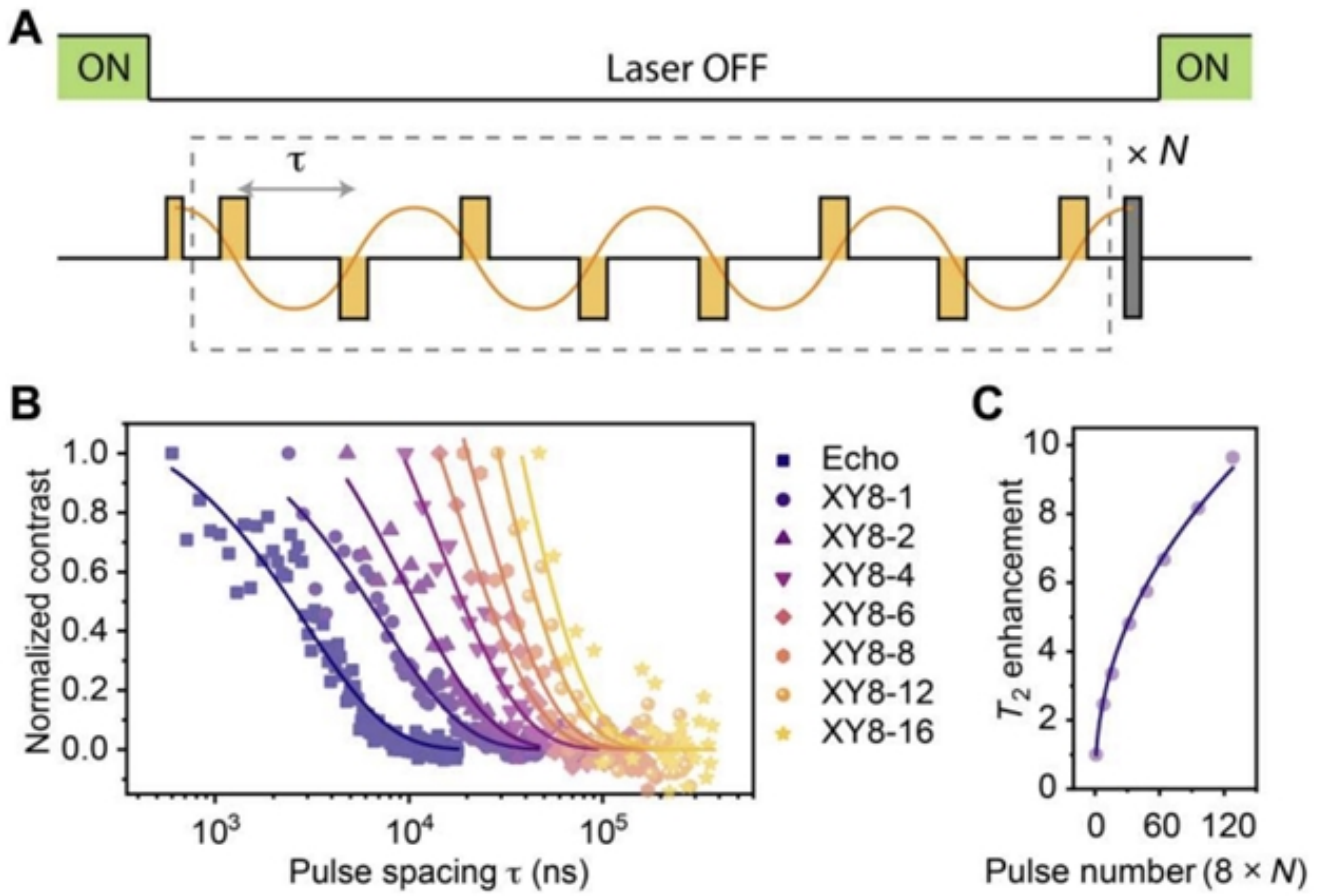 A
ON
Laser OFF
ON
τ
× N
B
Normalized contrast
1.0
0.8
0.6
0.4
0.2
0.0
10³
10⁴
10⁵
Pulse spacing τ (ns)
Echo
XY8-1
XY8-2
XY8-4
XY8-6
XY8-8
XY8-12
XY8-16
C
T₂ enhancement
10
8
6
4
2
0
0 60 120
Pulse number (8 × N)